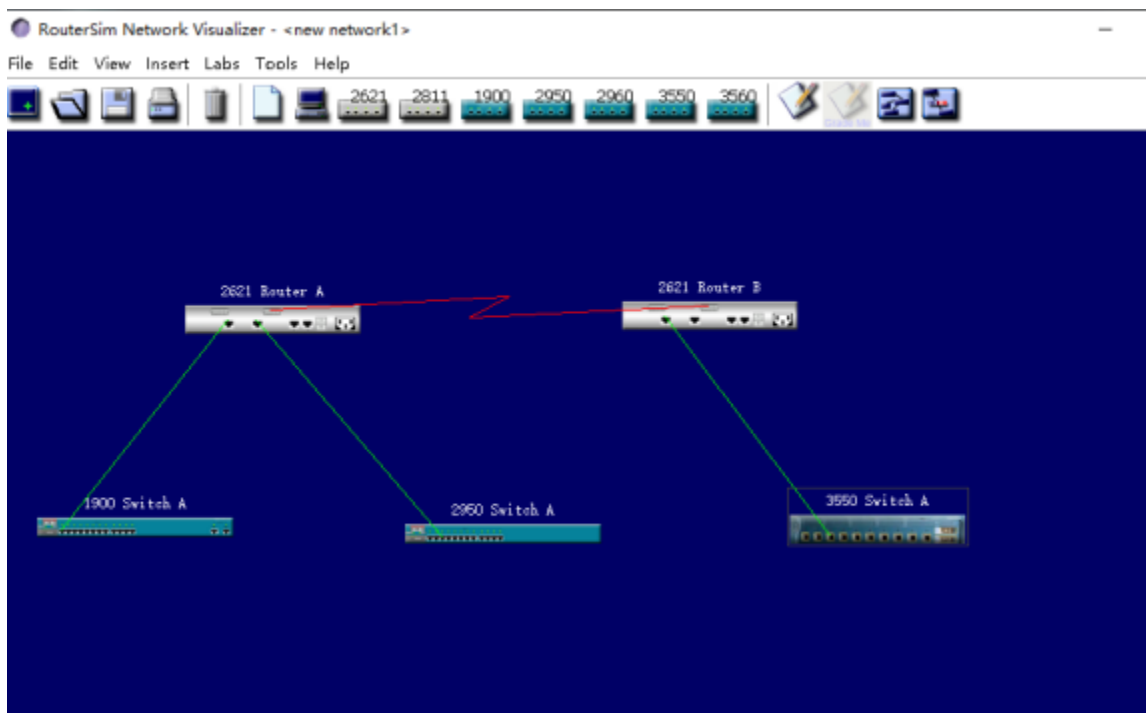 RouterSim Network Visualizer - <new network1>
File Edit View Insert Labs Tools Help
2621 2811 1900 2950 2960 3550 3560
2621 Router A
2621 Router B
1900 Switch A
2950 Switch A
3550 Switch A